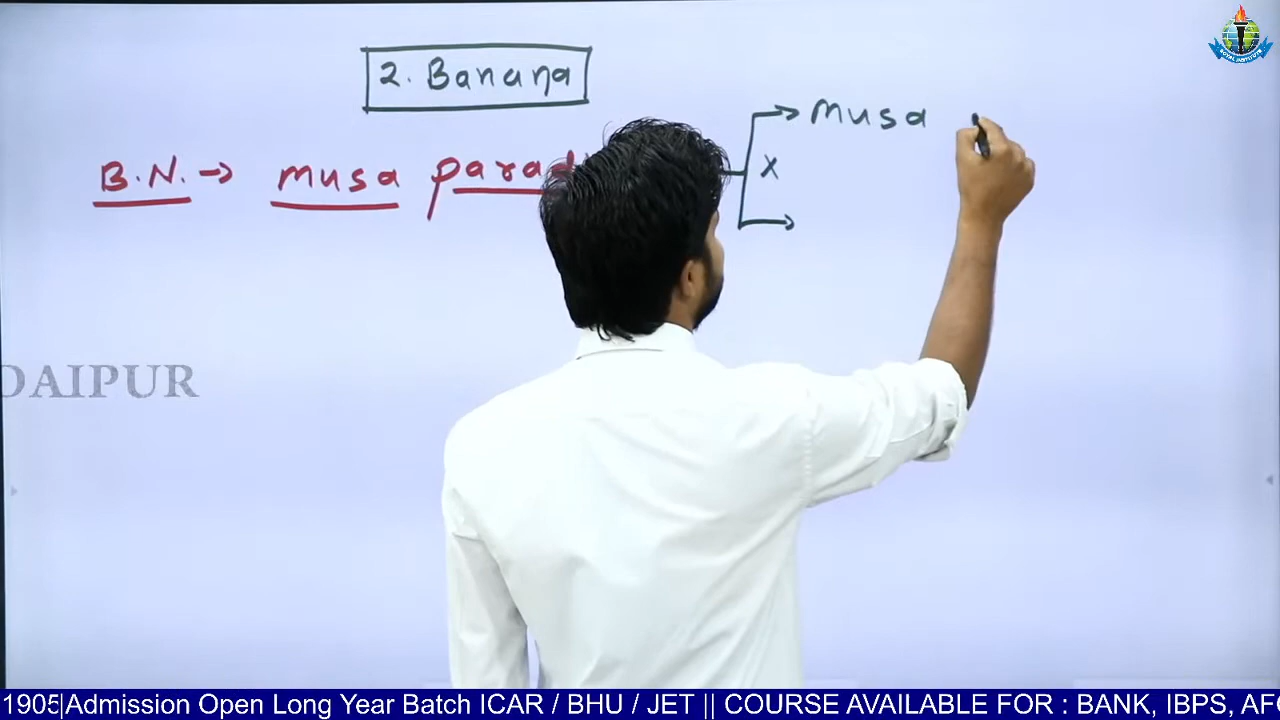 2. Banana
B.N. → musa parad
→ musa
x
DAIPUR
1905|Admission Open Long Year Batch ICAR / BHU / JET || COURSE AVAILABLE FOR : BANK, IBPS, AF